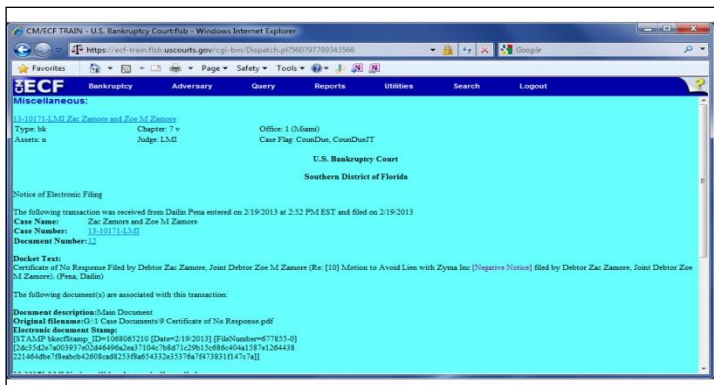 CM/ECF TRAIN - U.S. Bankruptcy Court:flsb - Windows Internet Explorer
https://ecf-train.flsb.uscourts.gov/cgi-bin/Dispatch.pl?560797789343566
Google
Favorites Page Safety Tools
ECF Bankruptcy Adversary Query Reports Utilities Search Logout
Miscellaneous:
13-10171-LMI Zac Zamore and Zoe M Zamore
Type: bk Chapter: 7 v Office: 1 (Miami)
Assets: n Judge: LMI Case Flag: CounDue, CounDueJT
U.S. Bankruptcy Court
Southern District of Florida
Notice of Electronic Filing
The following transaction was received from Dailin Pena entered on 2/19/2013 at 2:52 PM EST and filed on 2/19/2013
Case Name: Zac Zamore and Zoe M Zamore
Case Number: 13-10171-LMI
Document Number: 12
Docket Text:
Certificate of No Response Filed by Debtor Zac Zamore, Joint Debtor Zoe M Zamore (Re: [10] Motion to Avoid Lien with Zyma Inc [Negative Notice] filed by Debtor Zac Zamore, Joint Debtor Zoe
M Zamore). (Pena, Dailin)
The following document(s) are associated with this transaction:
Document description:Main Document
Original filename:G:\1 Case Documents\9 Certificate of No Response.pdf
Electronic document Stamp:
[STAMP bkecfStamp_ID=1068065210 [Date=2/19/2013] [FileNumber=677855-0]